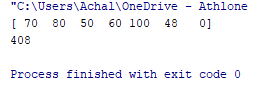 "C:\Users\Achal\OneDrive - Athlone
[ 70  80  50  60 100  48   0]
408
Process finished with exit code 0